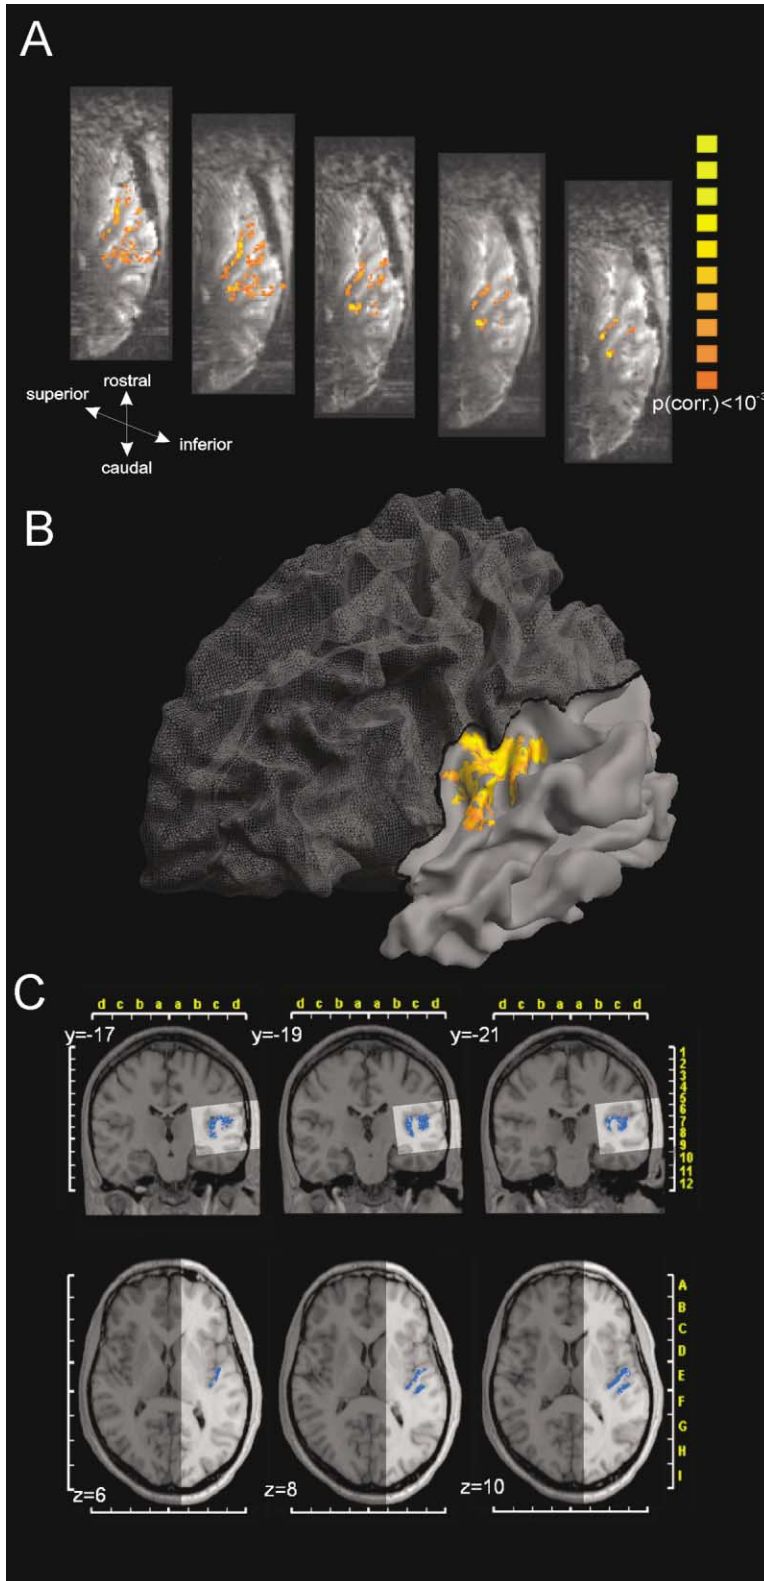 A
rostral
superior
inferior
caudal
p(corr.)<10⁻³
B
C
d c b a a b c d
d c b a a b c d
d c b a a b c d
y=-17
y=-19
y=-21
1
2
3
4
5
6
7
8
9
10
11
12
A
B
C
D
E
F
G
H
I
z=6
z=8
z=10